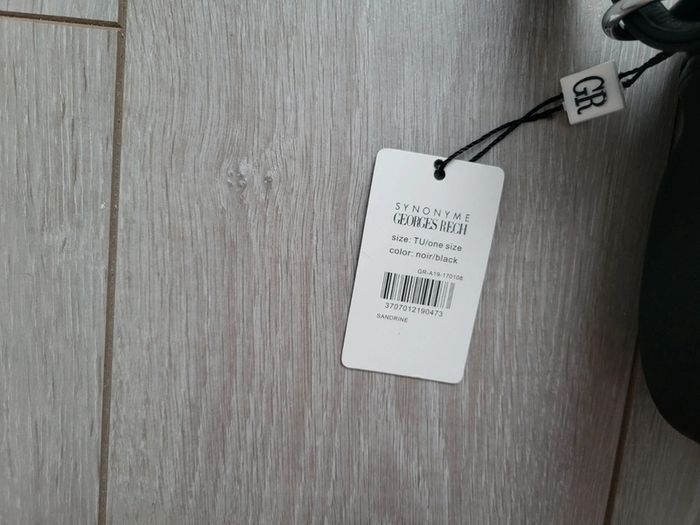 GR
SYNONYME
GEORGES RECH
size: TU/one size
color: noir/black
GR-A19-170108
3707012190473
SANDRINE